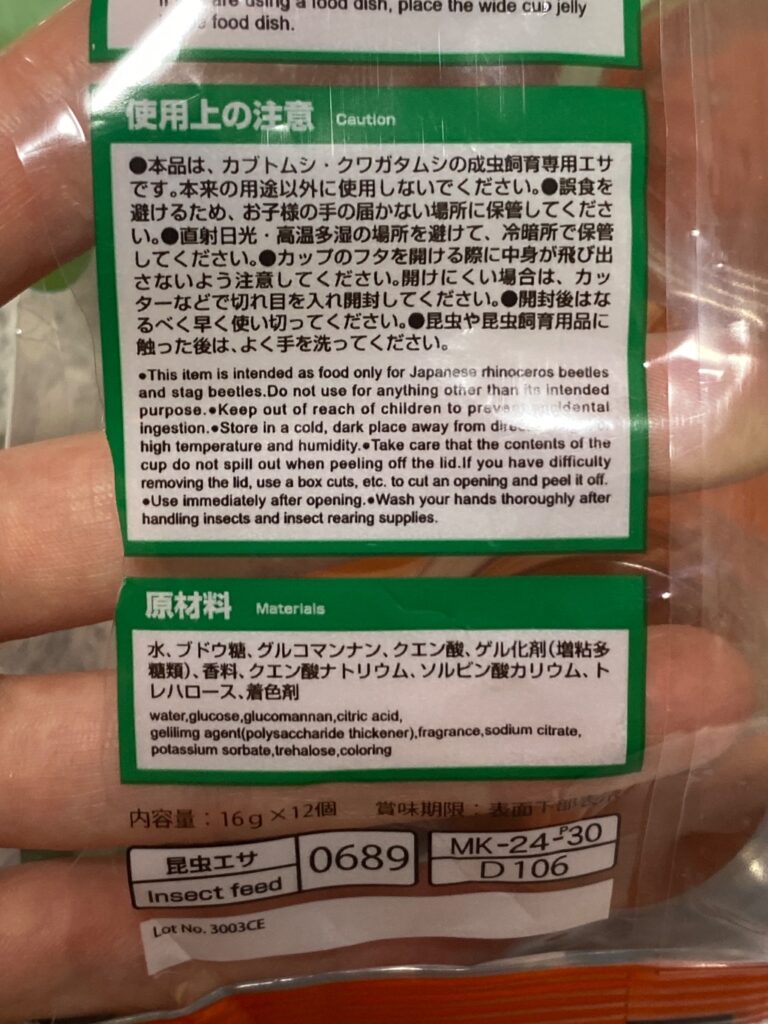 are using a food dish, place the wide cup jelly
food dish.
使用上の注意 Caution
●本品は、カブトムシ・クワガタムシの成虫飼育専用エサ
です。本来の用途以外に使用しないでください。●誤食を
避けるため、お子様の手の届かない場所に保管してくださ
い。●直射日光・高温多湿の場所を避けて、冷暗所で保管
してください。●カップのフタを開ける際に中身が飛び出
さないよう注意してください。開けにくい場合は、カッ
ターなどで切れ目を入れ開封してください。●開封後はな
るべく早く使い切ってください。●昆虫や昆虫飼育用品に
触った後は、よく手を洗ってください。
●This item is intended as food only for Japanese rhinoceros beetles
and stag beetles.Do not use for anything other than its intended
purpose.●Keep out of reach of children to prevent accidental
ingestion.●Store in a cold, dark place away from
high temperature and humidity.●Take care that the contents of the
cup do not spill out when peeling off the lid.If you have difficulty
removing the lid, use a box cuts, etc. to cut an opening and peel it off.
●Use immediately after opening.●Wash your hands thoroughly after
handling insects and insect rearing supplies.
原材料 Materials
水、ブドウ糖、グルコマンナン、クエン酸、ゲル化剤(増粘多
糖類)、香料、クエン酸ナトリウム、ソルビン酸カリウム、ト
レハロース、着色剤
water,glucose,glucomannan,citric acid,
gelilimg agent(polysaccharide thickener),fragrance,sodium citrate,
potassium sorbate,trehalose,coloring
内容量：16g×12個 賞味期限：表面下部表示
昆虫エサ 0689 MK-24-P-30
Insect feed D106
Lot No. 3003CE